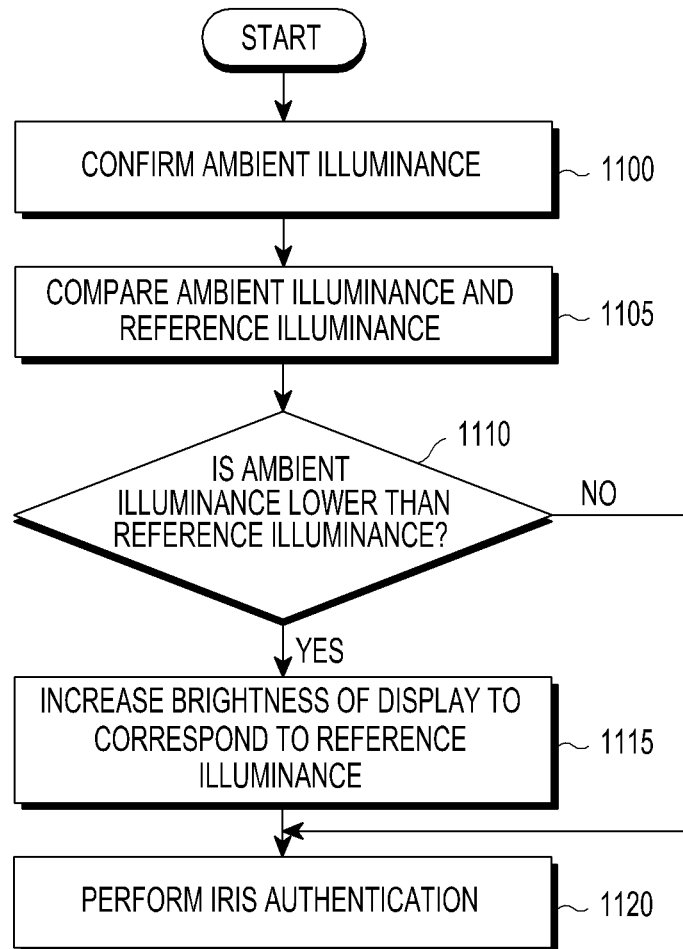 START
CONFIRM AMBIENT ILLUMINANCE
1100
COMPARE AMBIENT ILLUMINANCE AND
REFERENCE ILLUMINANCE
1105
1110
IS AMBIENT
ILLUMINANCE LOWER THAN
REFERENCE ILLUMINANCE?
NO
YES
INCREASE BRIGHTNESS OF DISPLAY TO
CORRESPOND TO REFERENCE
ILLUMINANCE
1115
PERFORM IRIS AUTHENTICATION
1120